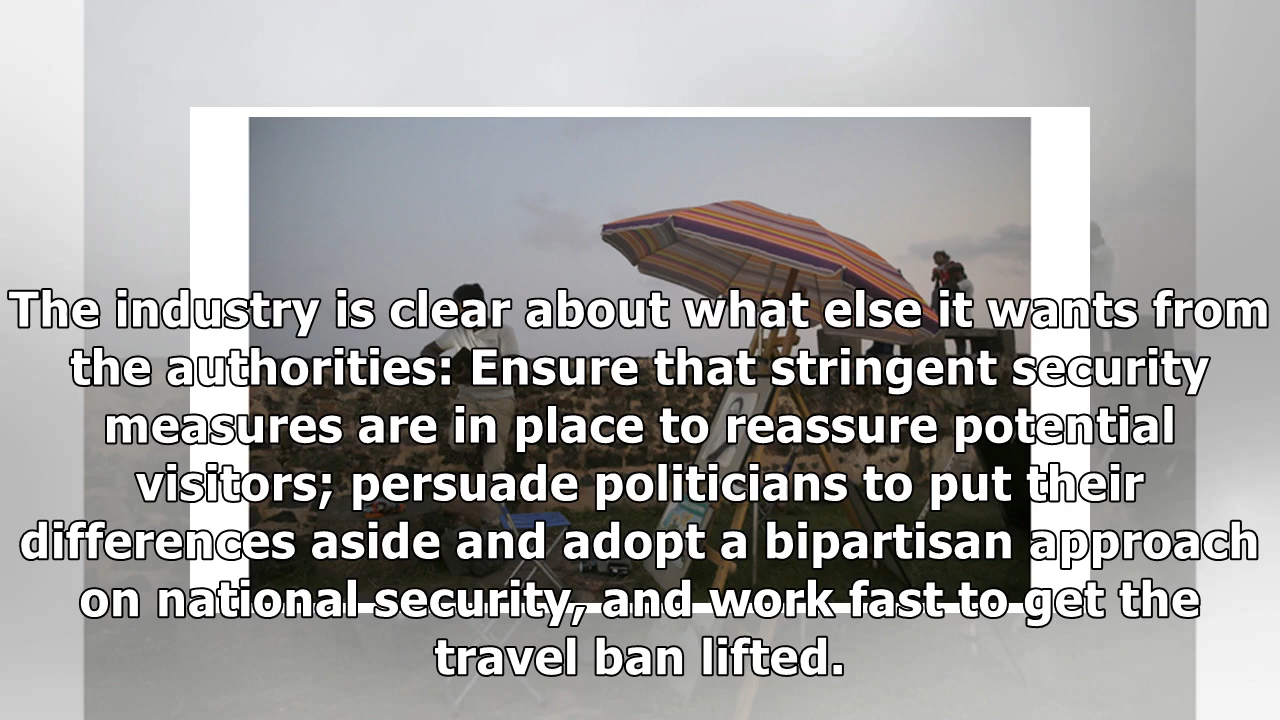 The industry is clear about what else it wants from
the authorities: Ensure that stringent security
measures are in place to reassure potential
visitors; persuade politicians to put their
differences aside and adopt a bipartisan approach
on national security, and work fast to get the
travel ban lifted.